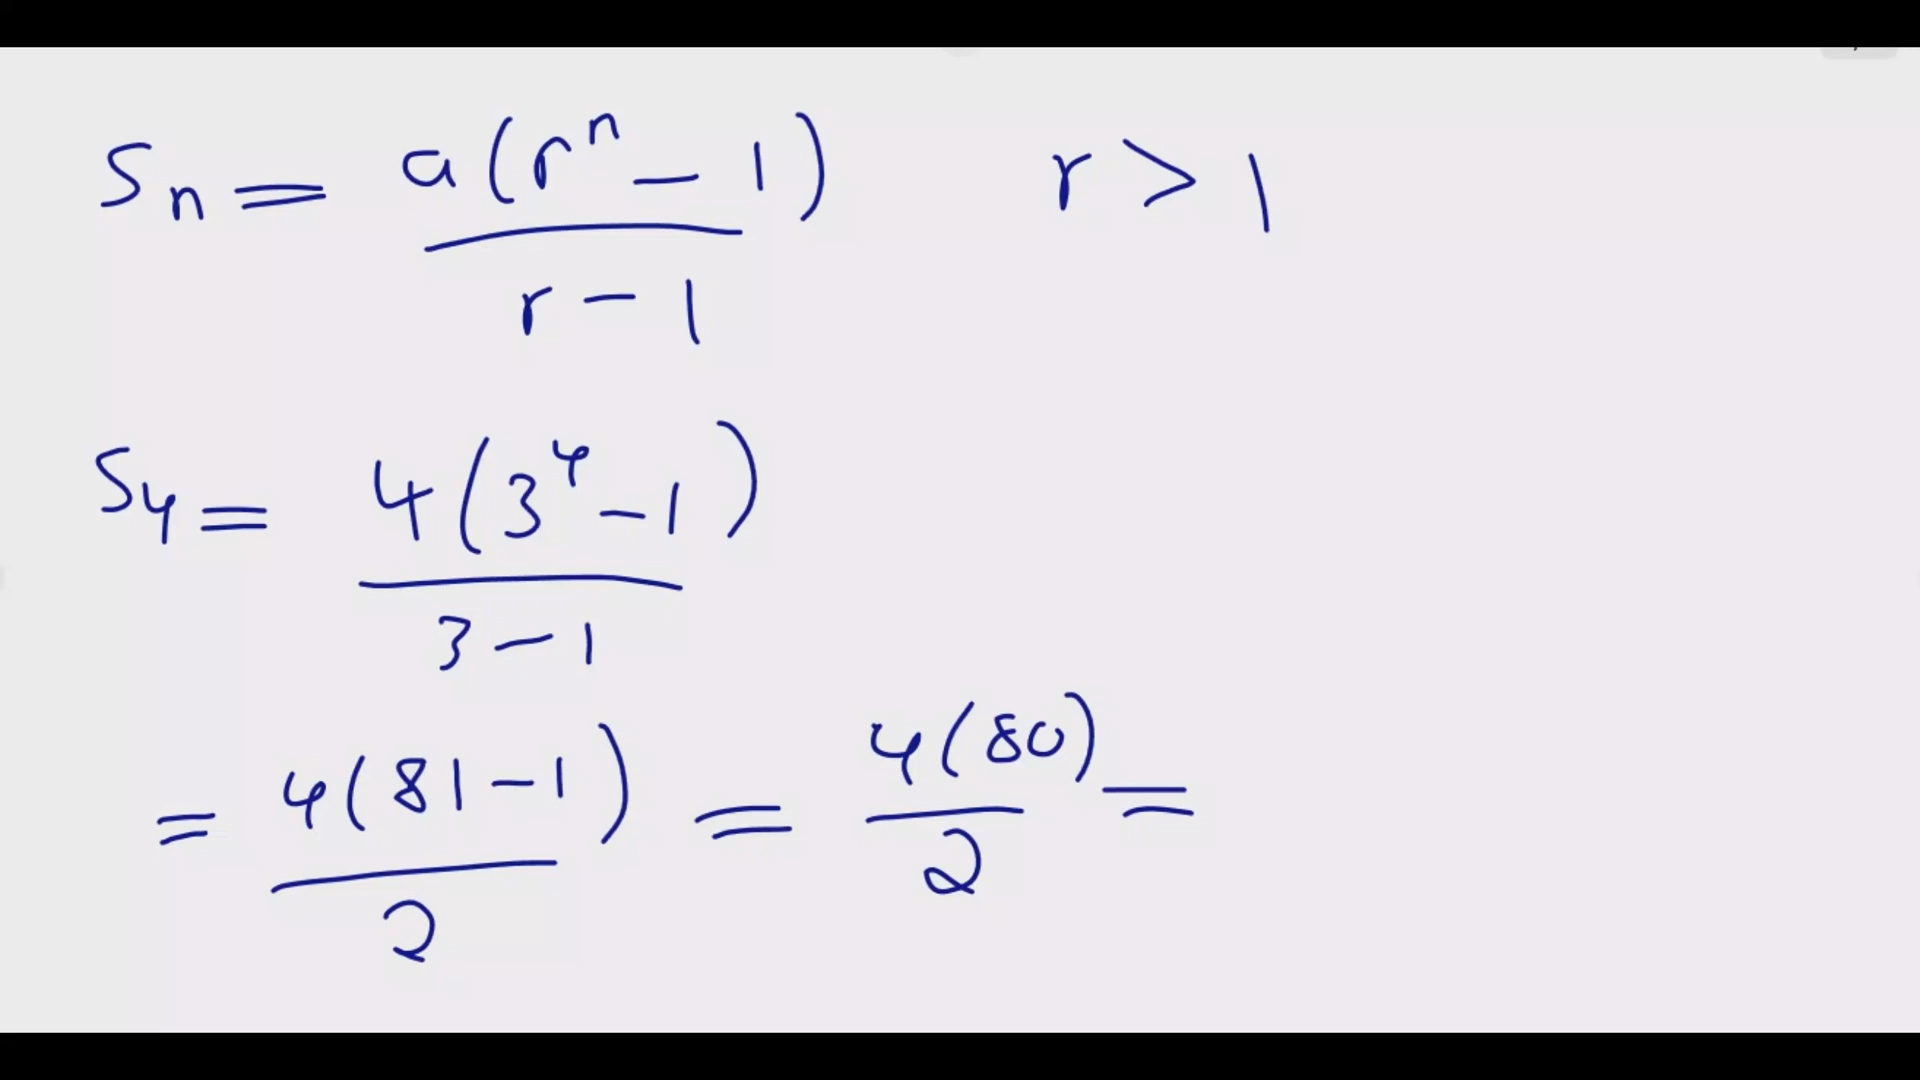 Sn = a(r^n - 1) / r - 1    r > 1
S4 = 4(3^4 - 1) / 3 - 1
= 4(81 - 1) / 2 = 4(80) / 2 =